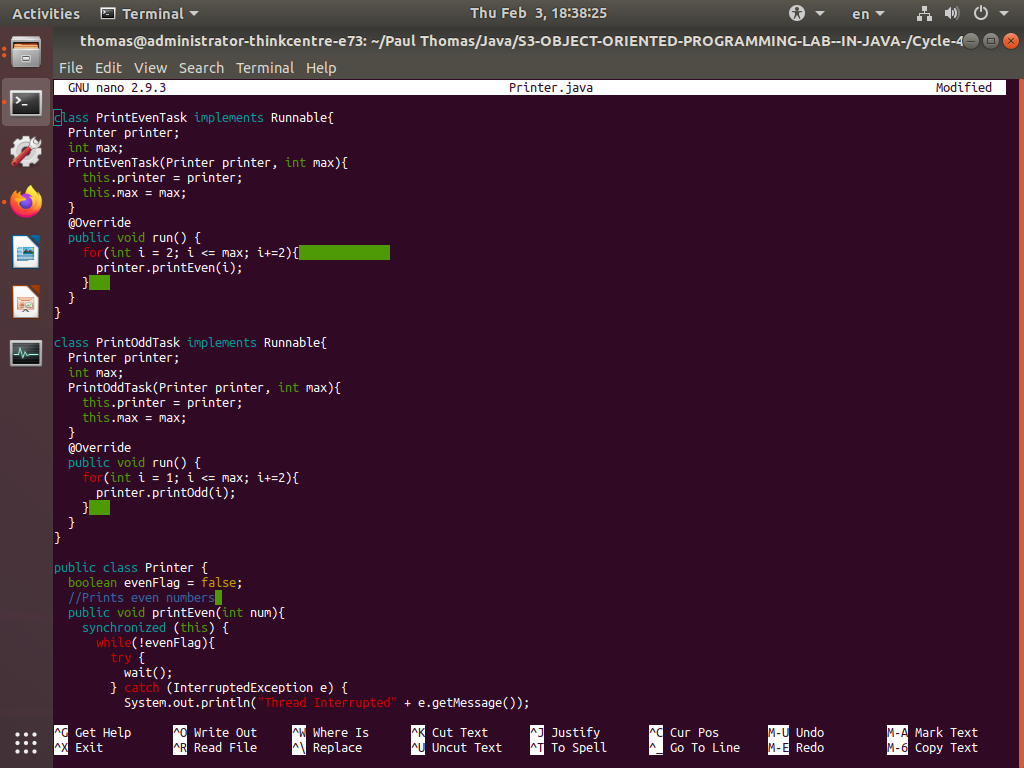 Activities Terminal Thu Feb 3, 18:38:25 en
thomas@administrator-thinkcentre-e73: ~/Paul Thomas/Java/S3-OBJECT-ORIENTED-PROGRAMMING-LAB--IN-JAVA-/Cycle-4
File Edit View Search Terminal Help
GNU nano 2.9.3 Printer.java Modified
class PrintEvenTask implements Runnable{
Printer printer;
int max;
PrintEvenTask(Printer printer, int max){
this.printer = printer;
this.max = max;
}
@Override
public void run() {
for(int i = 2; i <= max; i+=2){
printer.printEven(i);
}
}
}
class PrintOddTask implements Runnable{
Printer printer;
int max;
PrintOddTask(Printer printer, int max){
this.printer = printer;
this.max = max;
}
@Override
public void run() {
for(int i = 1; i <= max; i+=2){
printer.printOdd(i);
}
}
}
public class Printer {
boolean evenFlag = false;
//Prints even numbers
public void printEven(int num){
synchronized (this) {
while(!evenFlag){
try {
wait();
} catch (InterruptedException e) {
System.out.println("Thread Interrupted" + e.getMessage());
^G Get Help ^O Write Out ^W Where Is ^K Cut Text ^J Justify ^C Cur Pos M-U Undo M-A Mark Text
^X Exit ^R Read File ^\ Replace ^U Uncut Text ^T To Spell ^_ Go To Line M-E Redo M-6 Copy Text